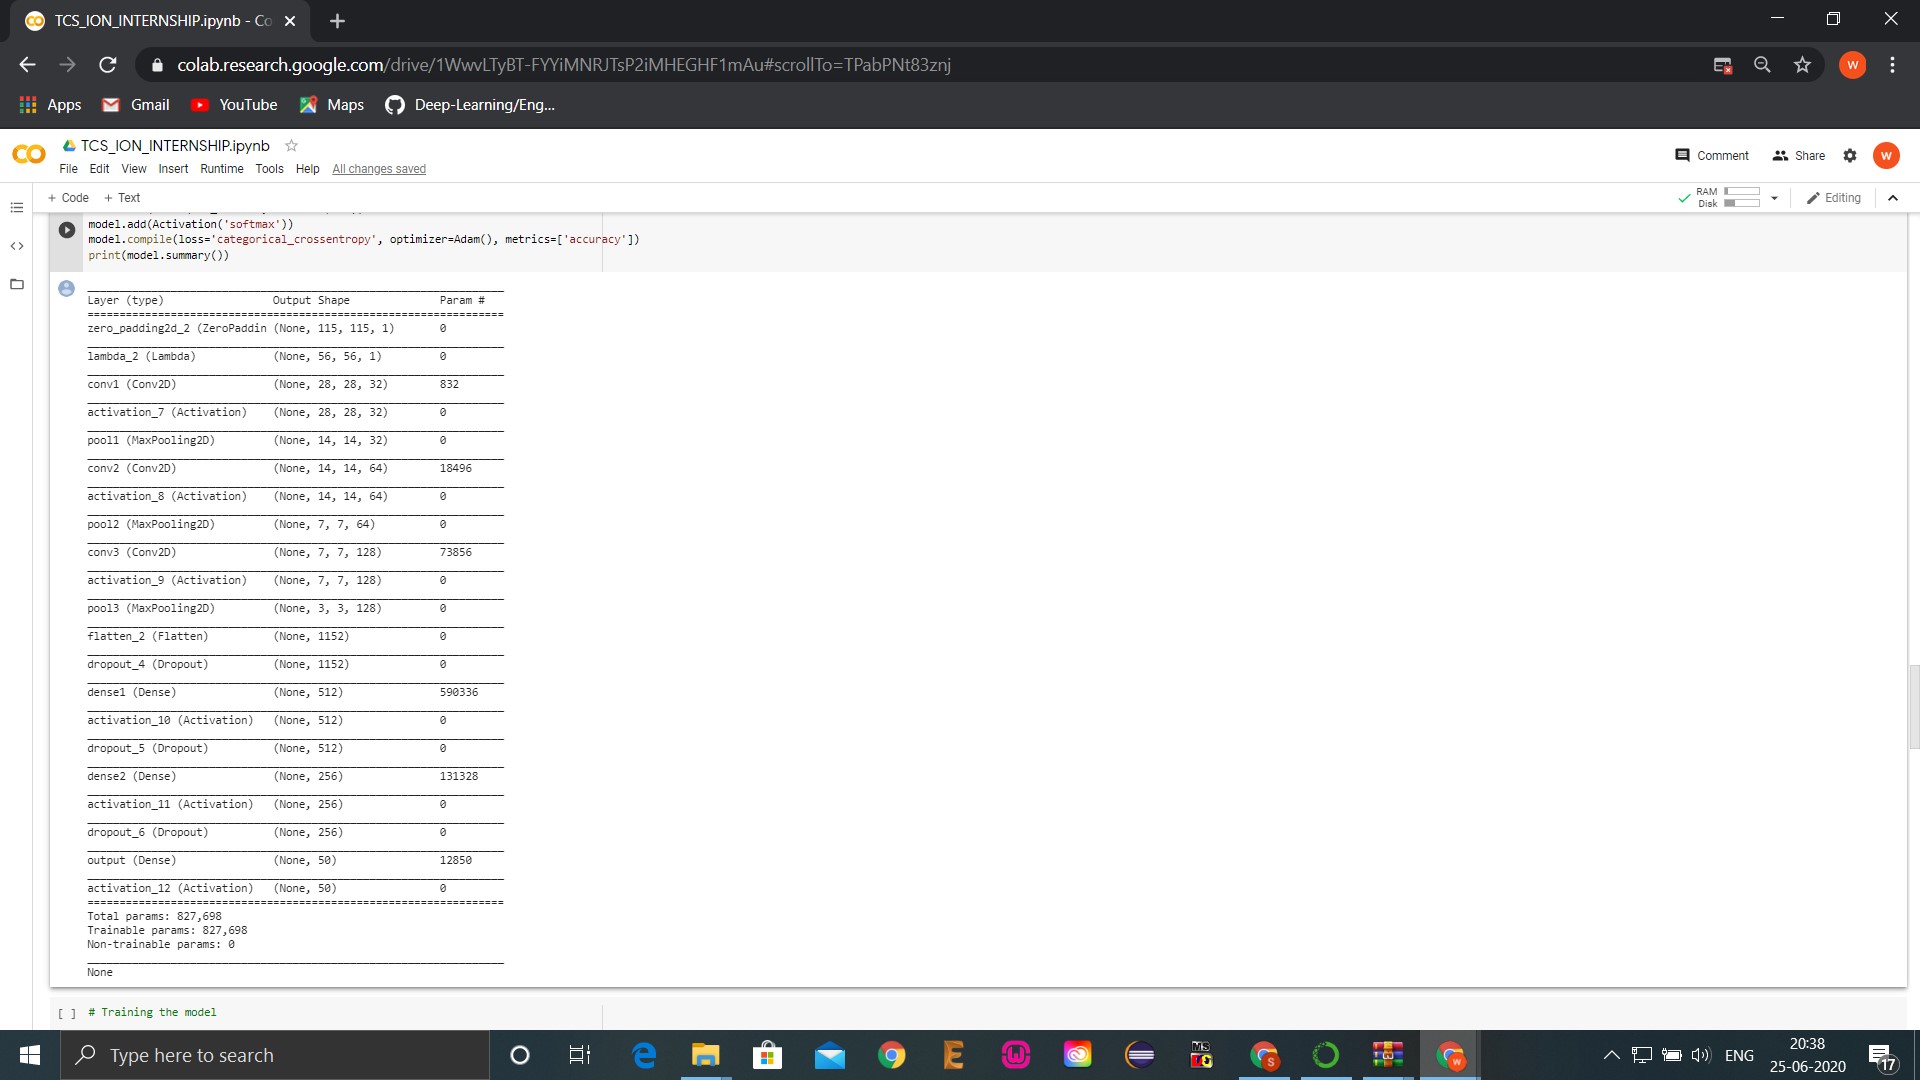 TCS_ION_INTERNSHIP.ipynb - Co
colab.research.google.com/drive/1WwvLTyBT-FYYiMNRJTsP2iMHEGHF1mAu#scrollTo=TPabPNt83znj
W
Apps Gmail YouTube Maps Deep-Learning/Eng...
TCS_ION_INTERNSHIP.ipynb
File Edit View Insert Runtime Tools Help All changes saved
Comment Share W
+ Code + Text
RAM
Disk
Editing
model.add(Activation('softmax'))
model.compile(loss='categorical_crossentropy', optimizer=Adam(), metrics=['accuracy'])
print(model.summary())
Layer (type) Output Shape Param #
=================================================================
zero_padding2d_2 (ZeroPaddin (None, 115, 115, 1) 0
lambda_2 (Lambda) (None, 56, 56, 1) 0
conv1 (Conv2D) (None, 28, 28, 32) 832
activation_7 (Activation) (None, 28, 28, 32) 0
pool1 (MaxPooling2D) (None, 14, 14, 32) 0
conv2 (Conv2D) (None, 14, 14, 64) 18496
activation_8 (Activation) (None, 14, 14, 64) 0
pool2 (MaxPooling2D) (None, 7, 7, 64) 0
conv3 (Conv2D) (None, 7, 7, 128) 73856
activation_9 (Activation) (None, 7, 7, 128) 0
pool3 (MaxPooling2D) (None, 3, 3, 128) 0
flatten_2 (Flatten) (None, 1152) 0
dropout_4 (Dropout) (None, 1152) 0
dense1 (Dense) (None, 512) 590336
activation_10 (Activation) (None, 512) 0
dropout_5 (Dropout) (None, 512) 0
dense2 (Dense) (None, 256) 131328
activation_11 (Activation) (None, 256) 0
dropout_6 (Dropout) (None, 256) 0
output (Dense) (None, 50) 12850
activation_12 (Activation) (None, 50) 0
=================================================================
Total params: 827,698
Trainable params: 827,698
Non-trainable params: 0
None
[ ] # Training the model
Type here to search
ENG
20:38
25-06-2020
17